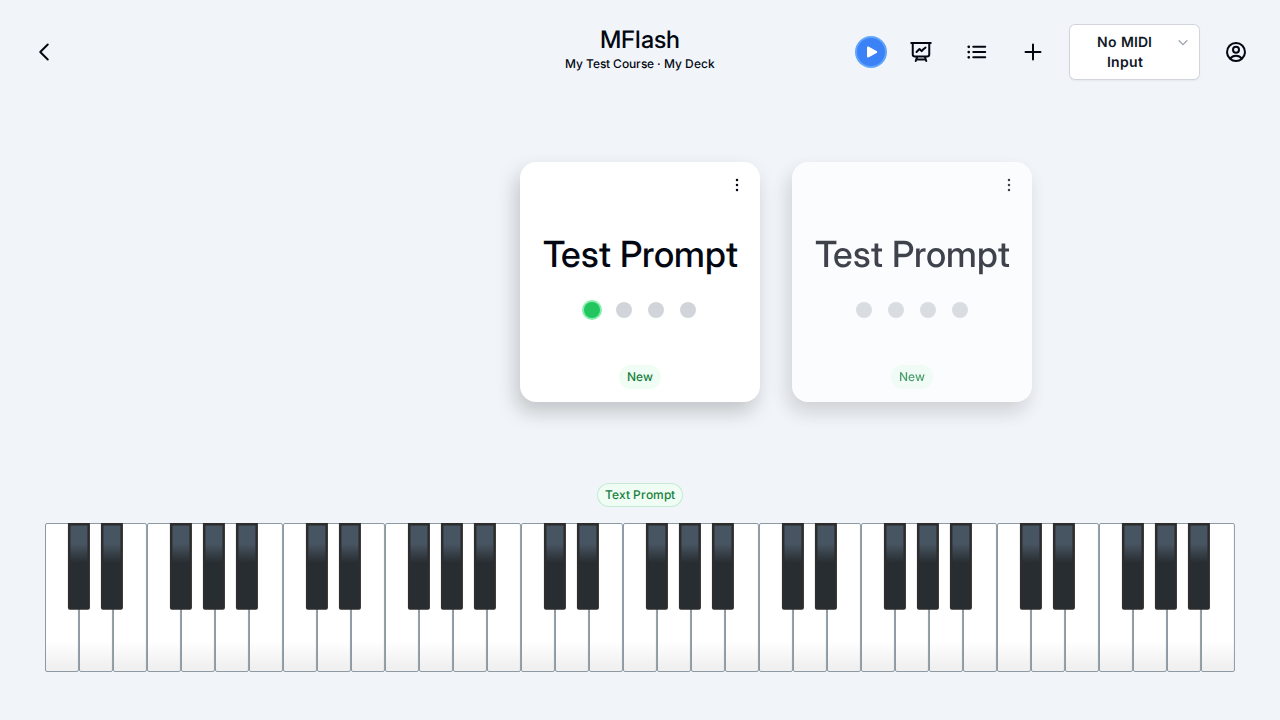 MFlash
My Test Course · My Deck
No MIDI
Input
Test Prompt
New
Test Prompt
New
Text Prompt